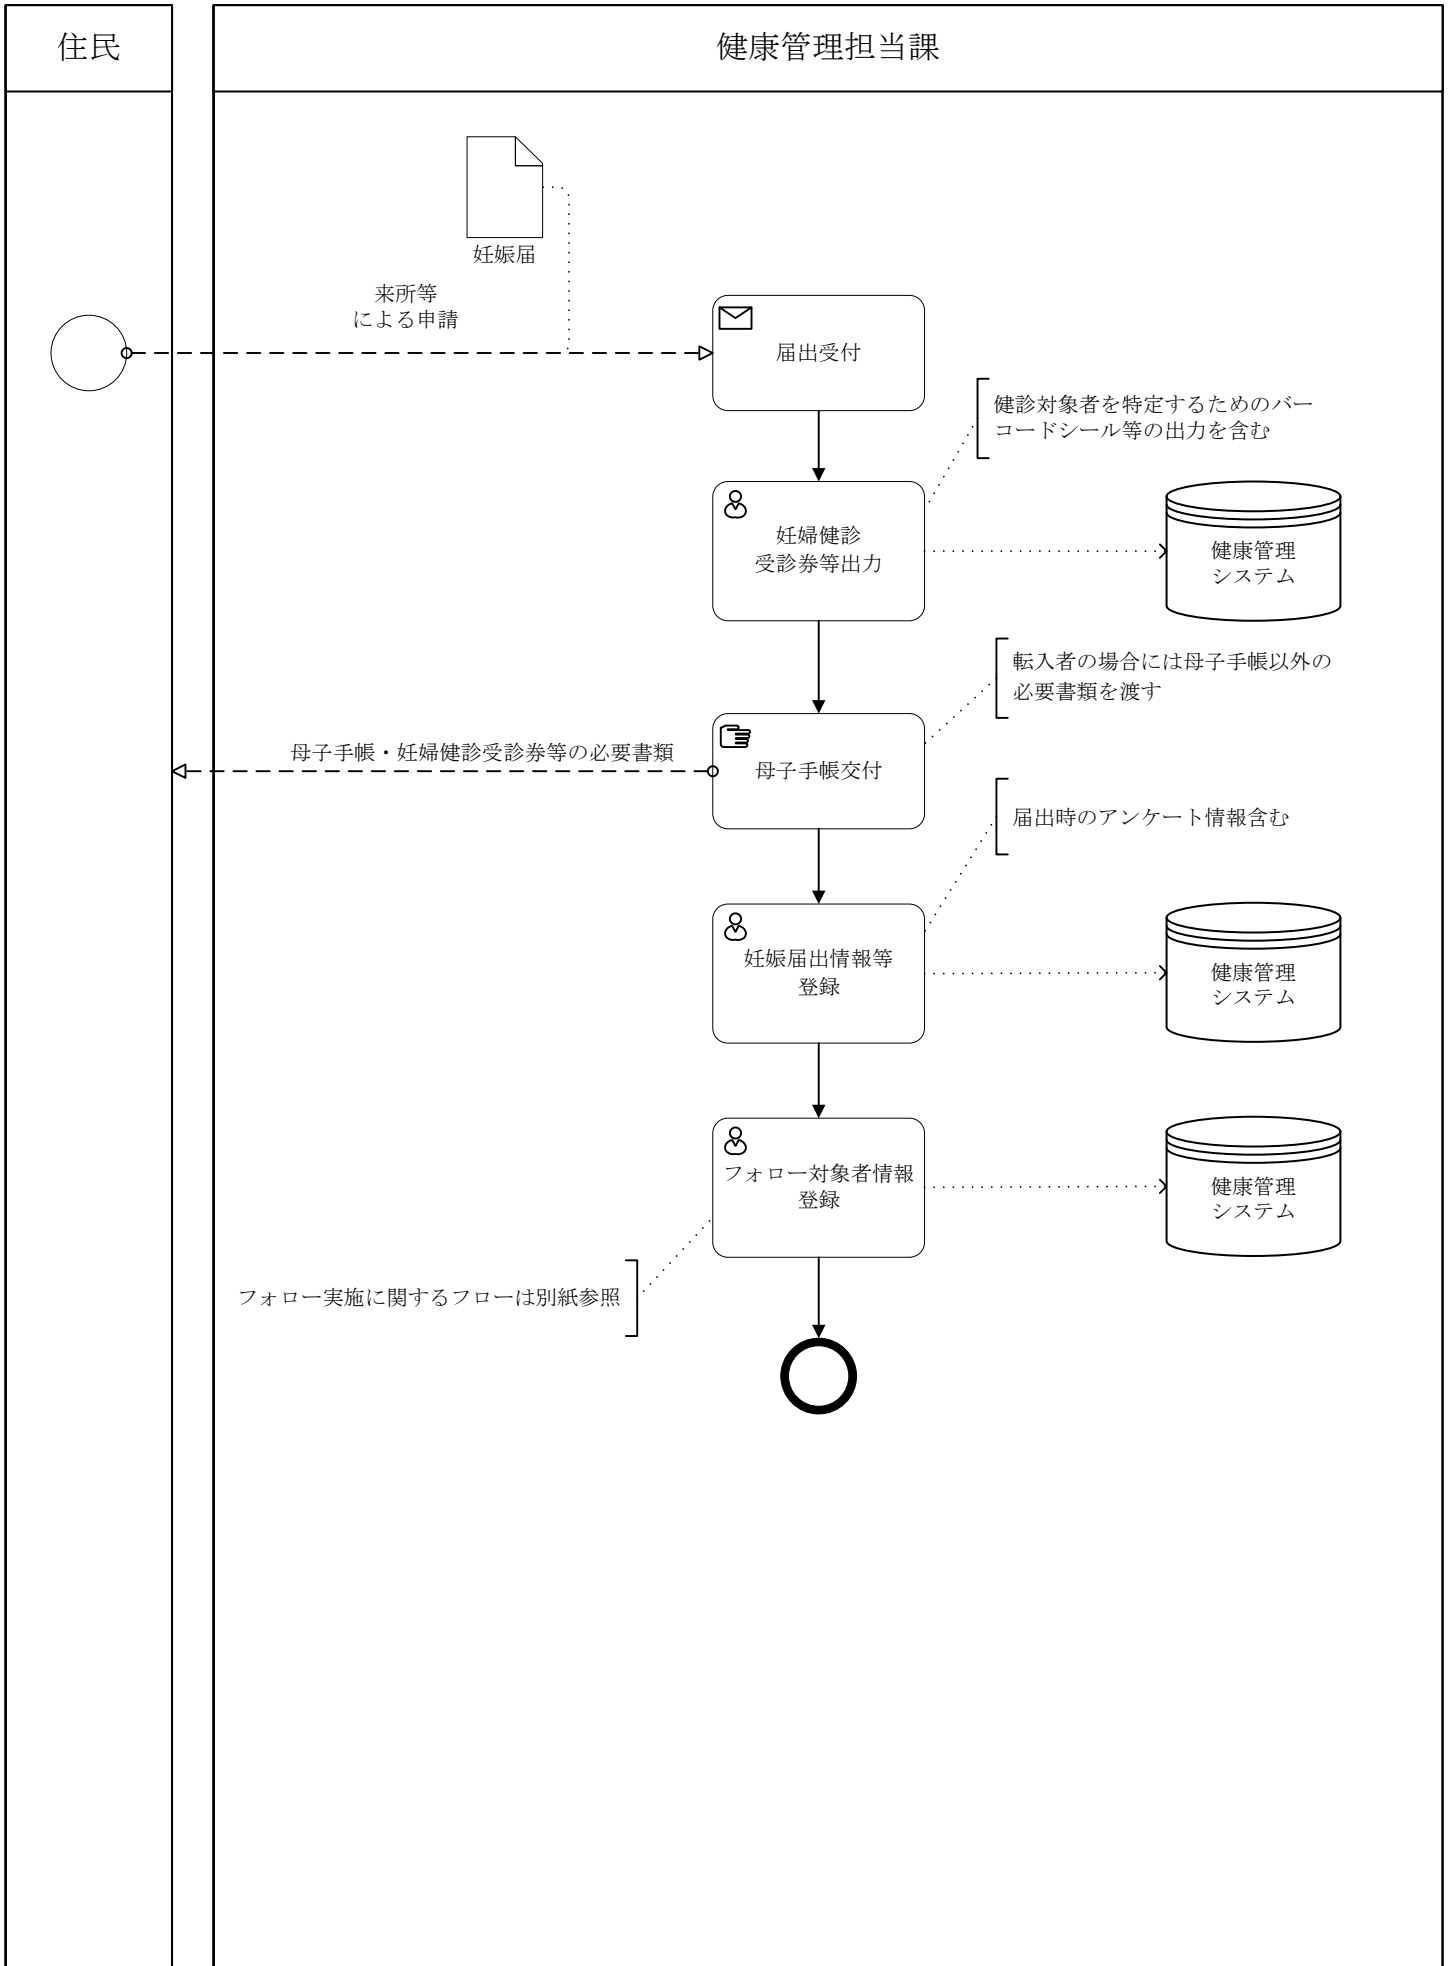 住民
健康管理担当課
妊娠届
来所等
による申請
届出受付
健診対象者を特定するためのバー
コードシール等の出力を含む
妊婦健診
受診券等出力
健康管理
システム
転入者の場合には母子手帳以外の
必要書類を渡す
母子手帳・妊婦健診受診券等の必要書類
母子手帳交付
届出時のアンケート情報含む
妊娠届出情報等
登録
健康管理
システム
フォロー対象者情報
登録
健康管理
システム
フォロー実施に関するフローは別紙参照